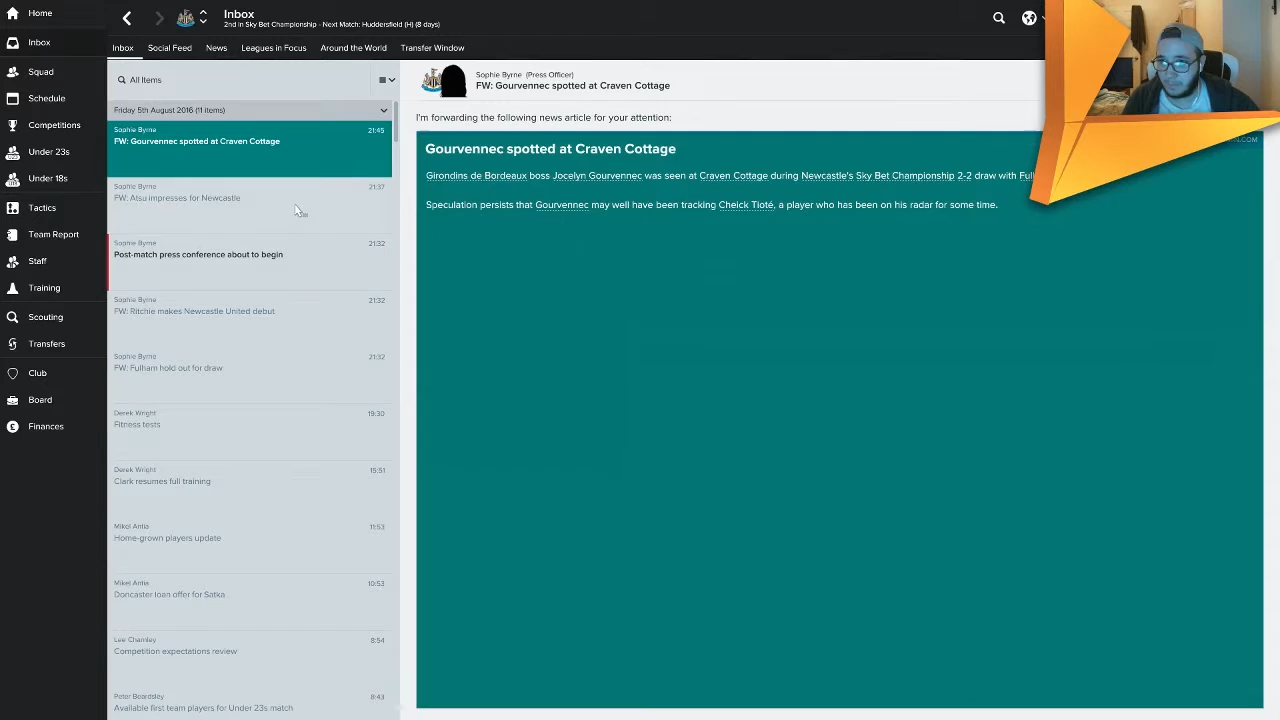 Home
Inbox
Squad
Schedule
Competitions
Under 23s
Under 18s
Tactics
Team Report
Staff
Training
Scouting
Transfers
Club
Board
Finances
Inbox
2nd in Sky Bet Championship - Next Match: Huddersfield (H) (8 days)
Inbox Social Feed News Leagues in Focus Around the World Transfer Window
All Items
Friday 5th August 2016 (11 items)
Sophie Byrne 21:45
FW: Gourvennec spotted at Craven Cottage
Sophie Byrne 21:37
FW: Atsu impresses for Newcastle
Sophie Byrne 21:32
Post-match press conference about to begin
Sophie Byrne 21:32
FW: Ritchie makes Newcastle United debut
Sophie Byrne 21:32
FW: Fulham hold out for draw
Derek Wright 19:30
Fitness tests
Derek Wright 15:51
Clark resumes full training
Mikel Antia 11:53
Home-grown players update
Mikel Antia 10:53
Doncaster loan offer for Satka
Lee Charnley 8:54
Competition expectations review
Peter Beardsley 8:43
Available first team players for Under 23s match
Sophie Byrne (Press Officer)
FW: Gourvennec spotted at Craven Cottage
I'm forwarding the following news article for your attention:
Gourvennec spotted at Craven Cottage
Girondins de Bordeaux boss Jocelyn Gourvennec was seen at Craven Cottage during Newcastle's Sky Bet Championship 2-2 draw with
Speculation persists that Gourvennec may well have been tracking Cheick Tioté, a player who has been on his radar for some time.